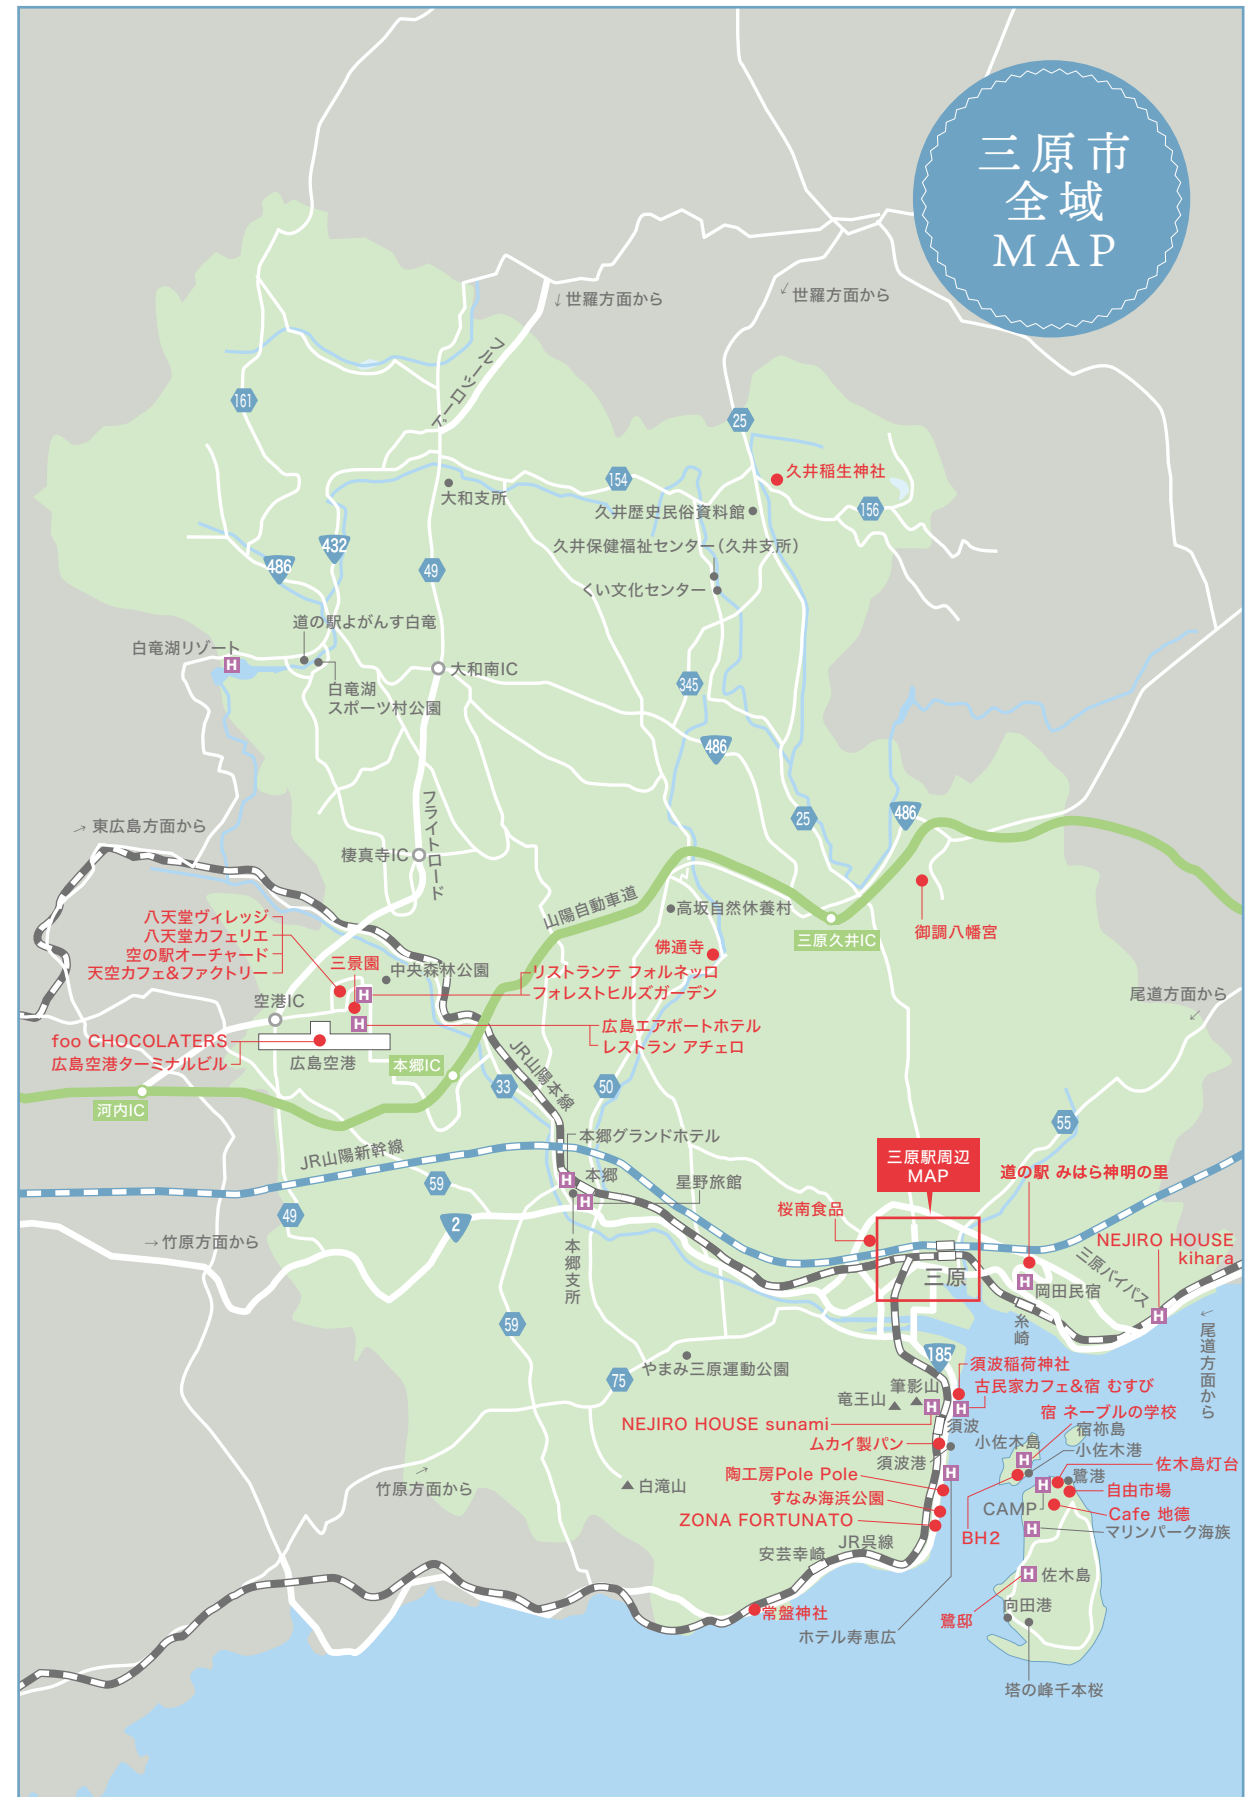 三原市
全域
MAP
↓世羅方面から
↙世羅方面から
フルーツロード
161
25
久井稲生神社
154
大和支所
久井歴史民俗資料館
156
432
久井保健福祉センター(久井支所)
486
49
くい文化センター
道の駅よがんす白竜
白竜湖リゾート
H
大和南IC
白竜湖
スポーツ村公園
345
486
フライトロード
25
486
→東広島方面から
棲真寺IC
山陽自動車道
高坂自然休養村
八天堂ヴィレッジ
八天堂カフェリエ
空の駅オーチャード
天空カフェ&ファクトリー
三原久井IC
御調八幡宮
佛通寺
三景園
中央森林公園
リストランテ フォルネッロ
フォレストヒルズガーデン
H
空港IC
尾道方面から
↙
広島エアポートホテル
レストラン アチェロ
H
foo CHOCOLATERS
広島空港ターミナルビル
広島空港
本郷IC
JR山陽本線
33
50
河内IC
55
本郷グランドホテル
JR山陽新幹線
三原駅周辺
MAP
道の駅 みはら神明の里
59
H
本郷
星野旅館
H
桜南食品
49
2
→竹原方面から
NEJIRO HOUSE
kihara
三原バイパス
本郷支所
三原
H
岡田民宿
H
糸崎
←尾道方面から
59
185
やまみ三原運動公園
須波稲荷神社
75
筆影山
古民家カフェ&宿 むすび
竜王山
H
H
宿 ネーブルの学校
NEJIRO HOUSE sunami
須波
宿祢島
ムカイ製パン
小佐木島
小佐木港
須波港
H
佐木島灯台
陶工房Pole Pole
H
鷺港
→竹原方面から
白滝山
H
自由市場
すなみ海浜公園
CAMP
Cafe 地德
ZONA FORTUNATO
BH2
H
マリンパーク海族
JR呉線
安芸幸崎
H
佐木島
向田港
常盤神社
鷺邸
ホテル寿恵広
塔の峰千本桜